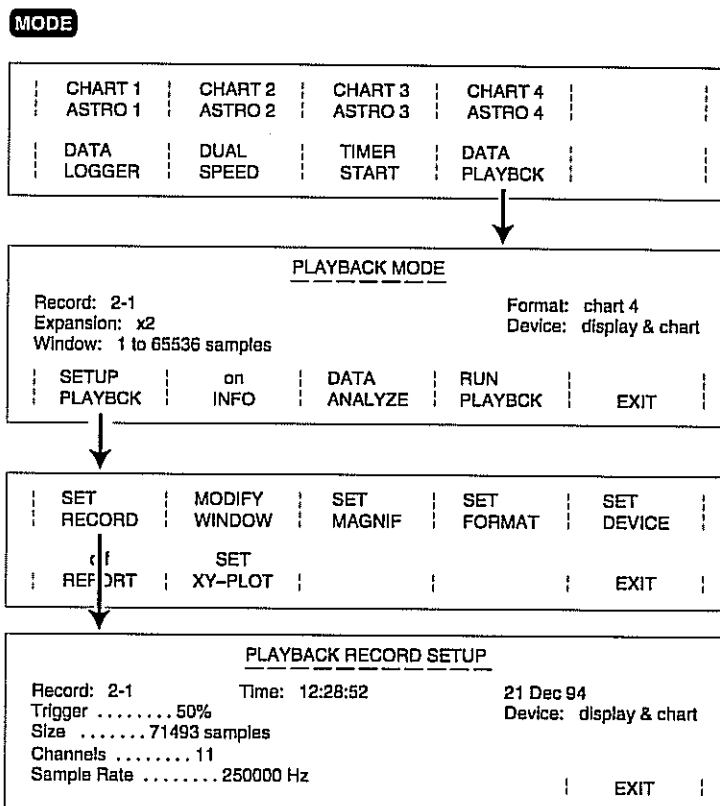 MODE
CHART 1 CHART 2 CHART 3 CHART 4
ASTRO 1 ASTRO 2 ASTRO 3 ASTRO 4
DATA DUAL TIMER DATA
LOGGER SPEED START PLAYBCK
PLAYBACK MODE
Record: 2-1 Format: chart 4
Expansion: x2 Device: display & chart
Window: 1 to 65536 samples
SETUP on DATA RUN
PLAYBCK INFO ANALYZE PLAYBCK EXIT
SET MODIFY SET SET SET
RECORD WINDOW MAGNIF FORMAT DEVICE
SET
XY-PLOT EXIT
PLAYBACK RECORD SETUP
Record: 2-1 Time: 12:28:52 21 Dec 94
Trigger ........ 50% Device: display & chart
Size ....... 71493 samples
Channels ........ 11
Sample Rate ........ 250000 Hz
EXIT